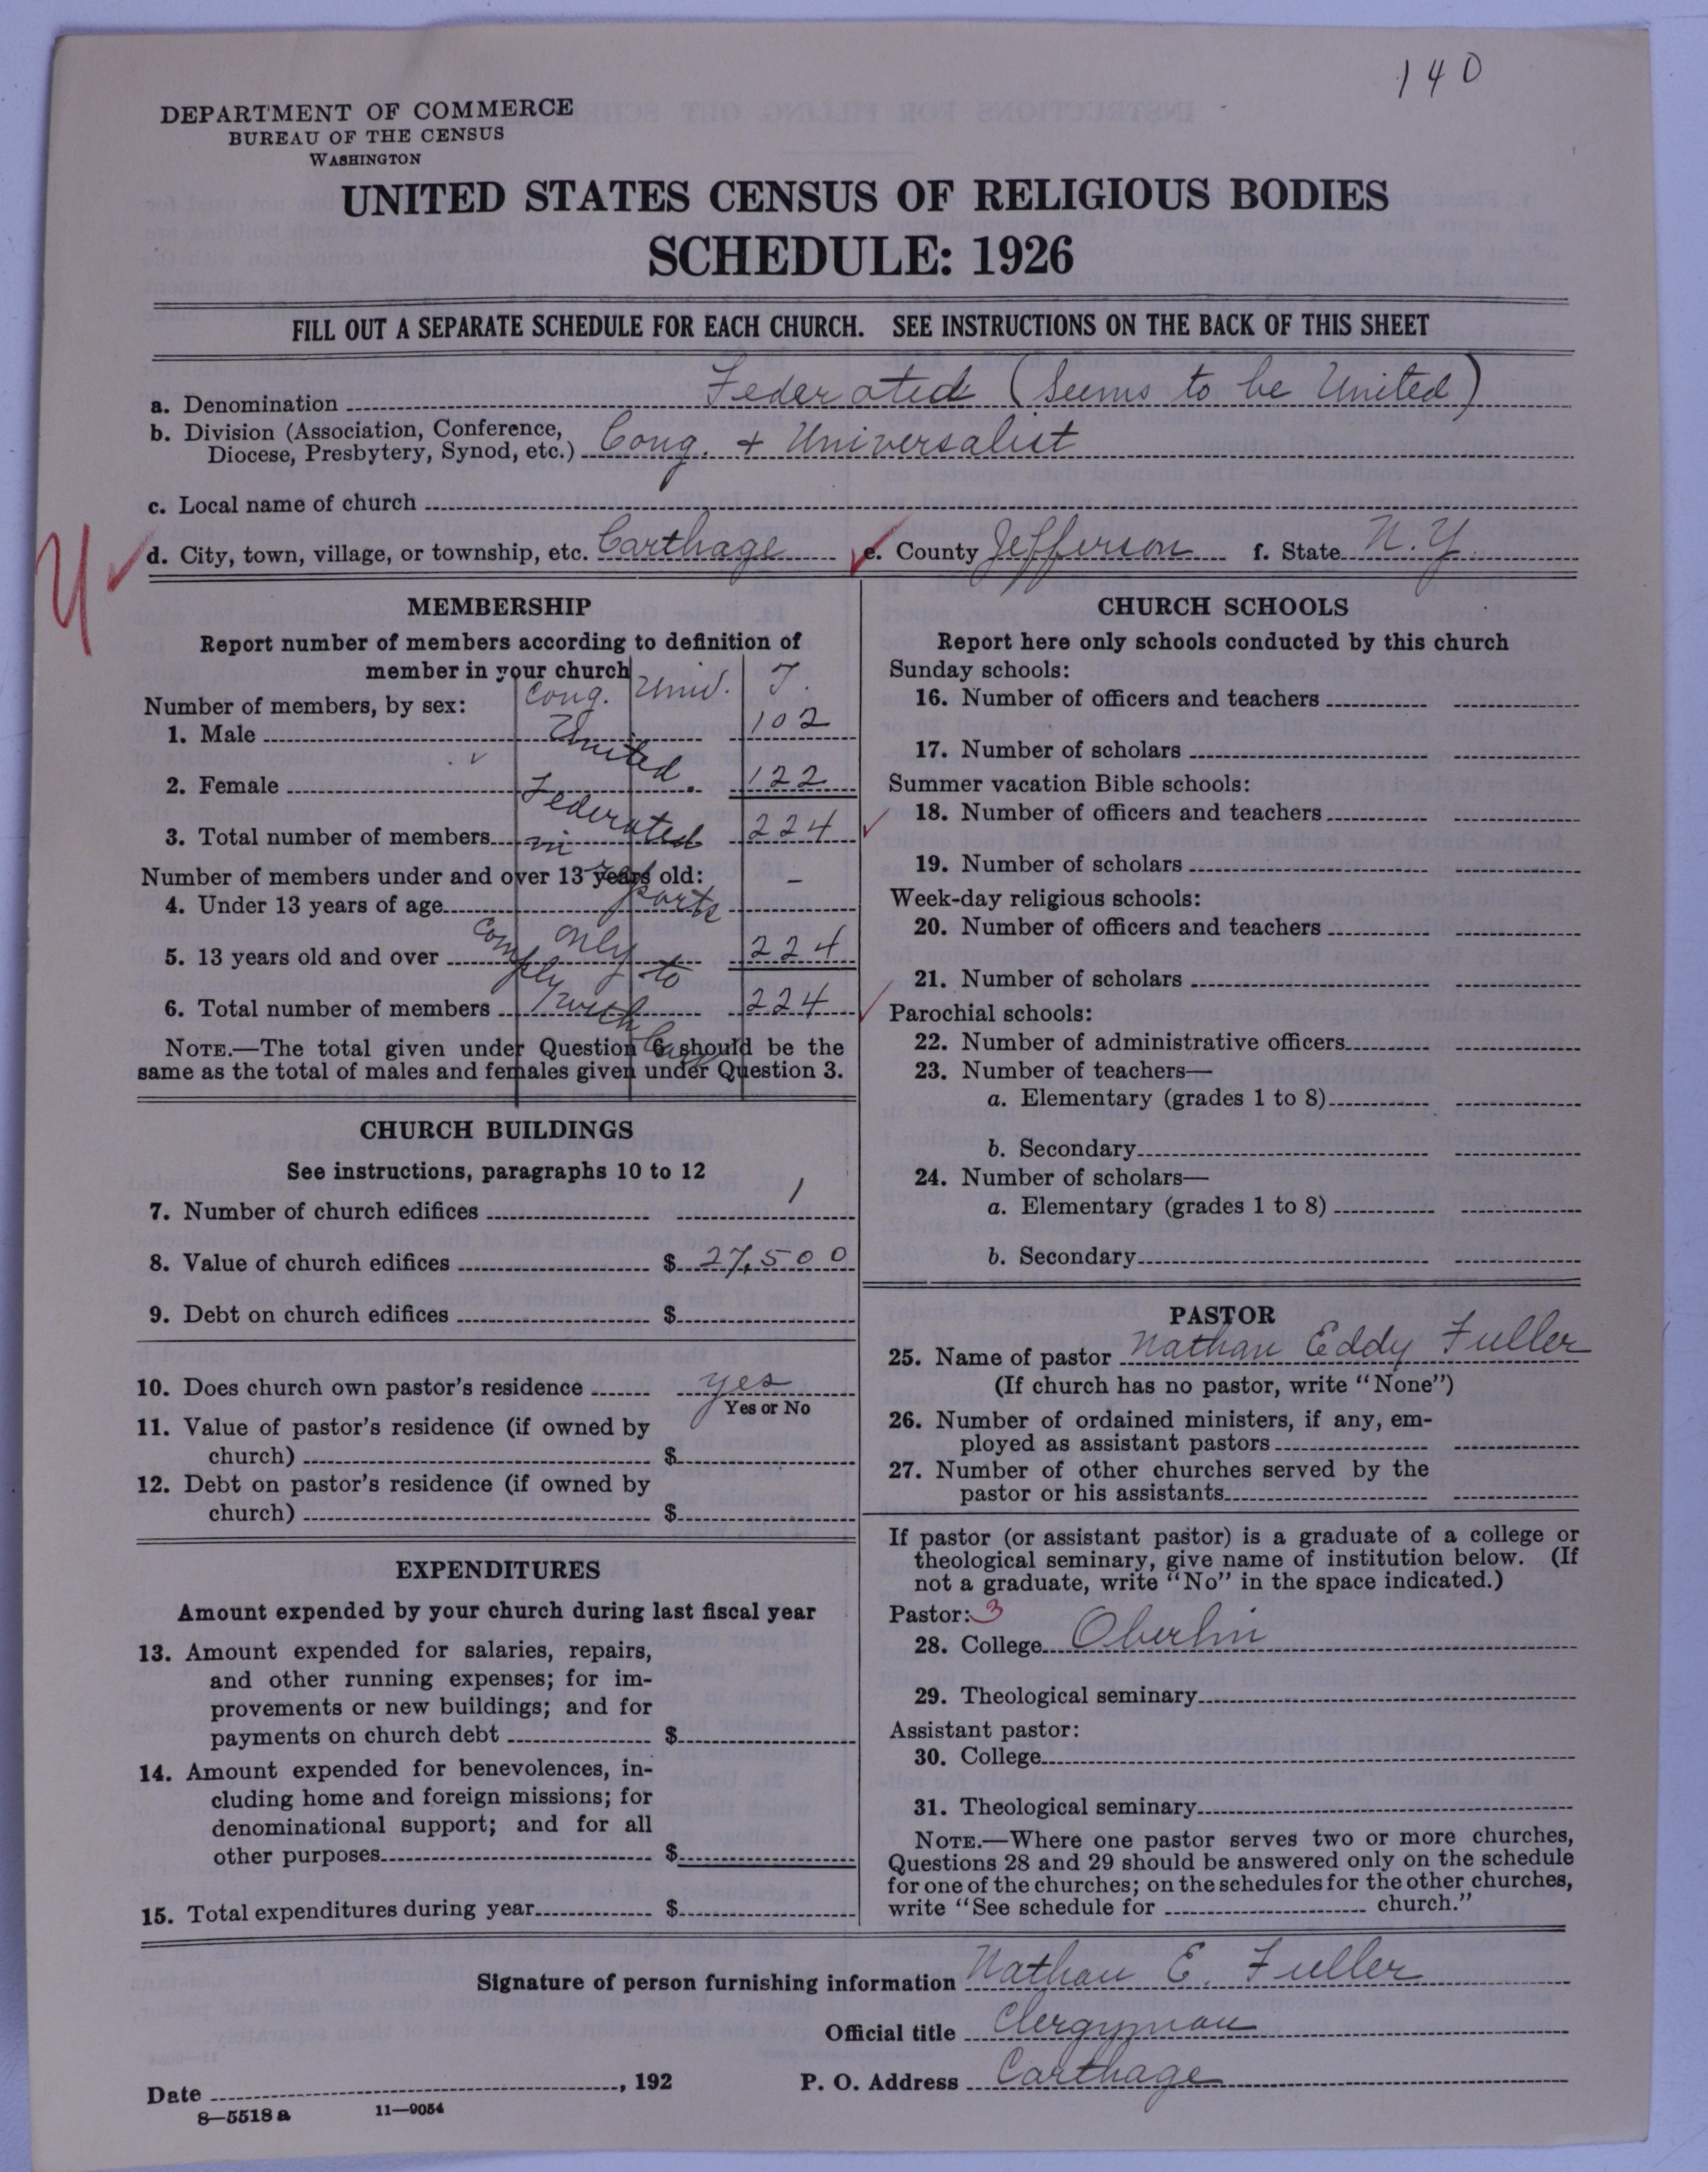 140
DEPARTMENT OF COMMERCE
BUREAU OF THE CENSUS
WASHINGTON
UNITED STATES CENSUS OF RELIGIOUS BODIES
SCHEDULE: 1926
FILL OUT A SEPARATE SCHEDULE FOR EACH CHURCH. SEE INSTRUCTIONS ON THE BACK OF THIS SHEET
a. Denomination Federated (Seems to be United)
b. Division (Association, Conference,
Diocese, Presbytery, Synod, etc.) Cong. + Universalist
c. Local name of church
d. City, town, village, or township, etc. Carthage e. County Jefferson f. State N.Y.
MEMBERSHIP
Report number of members according to definition of
member in your church
Cong. Univ. T.
Number of members, by sex:
1. Male 102
2. Female 122
3. Total number of members 224
Number of members under and over 13 years old: –
4. Under 13 years of age
5. 13 years old and over 224
6. Total number of members 224
United
Federated
in
reports
only to
comply
with
NOTE.—The total given under Question 6 should be the
same as the total of males and females given under Question 3.
CHURCH BUILDINGS
See instructions, paragraphs 10 to 12
7. Number of church edifices 1
8. Value of church edifices $ 27,500
9. Debt on church edifices $
10. Does church own pastor's residence yes
Yes or No
11. Value of pastor's residence (if owned by
church) $
12. Debt on pastor's residence (if owned by
church) $
EXPENDITURES
Amount expended by your church during last fiscal year
13. Amount expended for salaries, repairs,
and other running expenses; for im-
provements or new buildings; and for
payments on church debt $
14. Amount expended for benevolences, in-
cluding home and foreign missions; for
denominational support; and for all
other purposes $
15. Total expenditures during year $
CHURCH SCHOOLS
Report here only schools conducted by this church
Sunday schools:
16. Number of officers and teachers
17. Number of scholars
Summer vacation Bible schools:
18. Number of officers and teachers
19. Number of scholars
Week-day religious schools:
20. Number of officers and teachers
21. Number of scholars
Parochial schools:
22. Number of administrative officers
23. Number of teachers—
a. Elementary (grades 1 to 8)
b. Secondary
24. Number of scholars—
a. Elementary (grades 1 to 8)
b. Secondary
PASTOR
25. Name of pastor Nathan Eddy Fuller
(If church has no pastor, write "None")
26. Number of ordained ministers, if any, em-
ployed as assistant pastors
27. Number of other churches served by the
pastor or his assistants
If pastor (or assistant pastor) is a graduate of a college or
theological seminary, give name of institution below. (If
not a graduate, write "No" in the space indicated.)
Pastor: 3
28. College Oberlin
29. Theological seminary
Assistant pastor:
30. College
31. Theological seminary
NOTE.—Where one pastor serves two or more churches,
Questions 28 and 29 should be answered only on the schedule
for one of the churches; on the schedules for the other churches,
write "See schedule for church."
Signature of person furnishing information Nathan E. Fuller
Official title Clergyman
Date , 192 P. O. Address Carthage
8—5518 a 11—9054